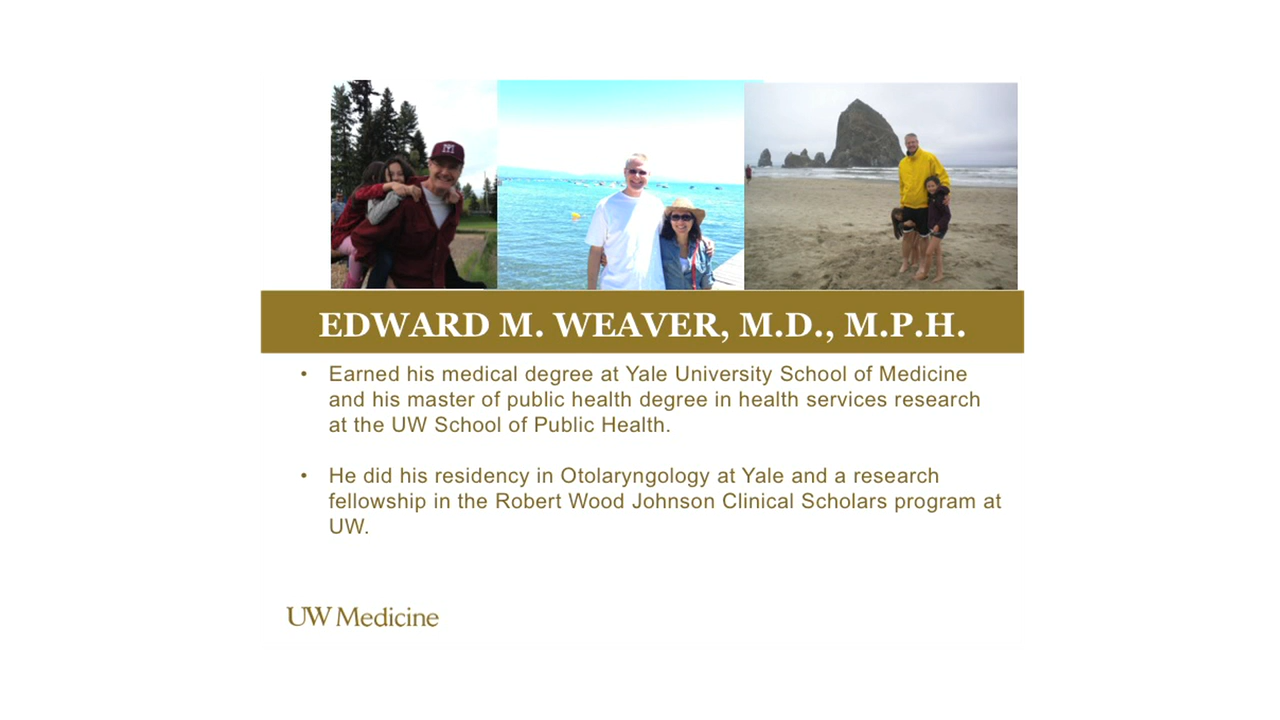 EDWARD M. WEAVER, M.D., M.P.H.
• Earned his medical degree at Yale University School of Medicine
and his master of public health degree in health services research
at the UW School of Public Health.
• He did his residency in Otolaryngology at Yale and a research
fellowship in the Robert Wood Johnson Clinical Scholars program at
UW.
UW Medicine